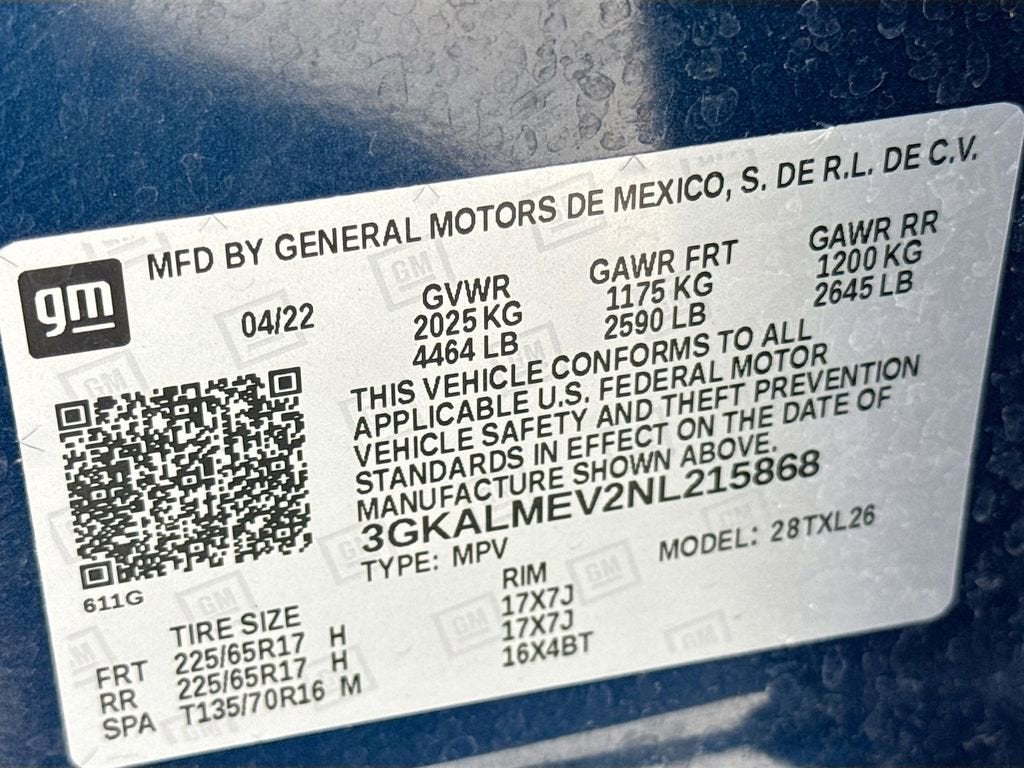 MFD BY GENERAL MOTORS DE MEXICO, S. DE R.L. DE C.V.
gm
04/22
GVWR
2025 KG
4464 LB
GAWR FRT
1175 KG
2590 LB
GAWR RR
1200 KG
2645 LB
THIS VEHICLE CONFORMS TO ALL
APPLICABLE U.S. FEDERAL MOTOR
VEHICLE SAFETY AND THEFT PREVENTION
STANDARDS IN EFFECT ON THE DATE OF
MANUFACTURE SHOWN ABOVE.
3GKALMEV2NL215868
TYPE: MPV MODEL: 28TXL26
611G
TIRE SIZE RIM
FRT 225/65R17 H 17X7J
RR 225/65R17 H 17X7J
SPA T135/70R16 M 16X4BT